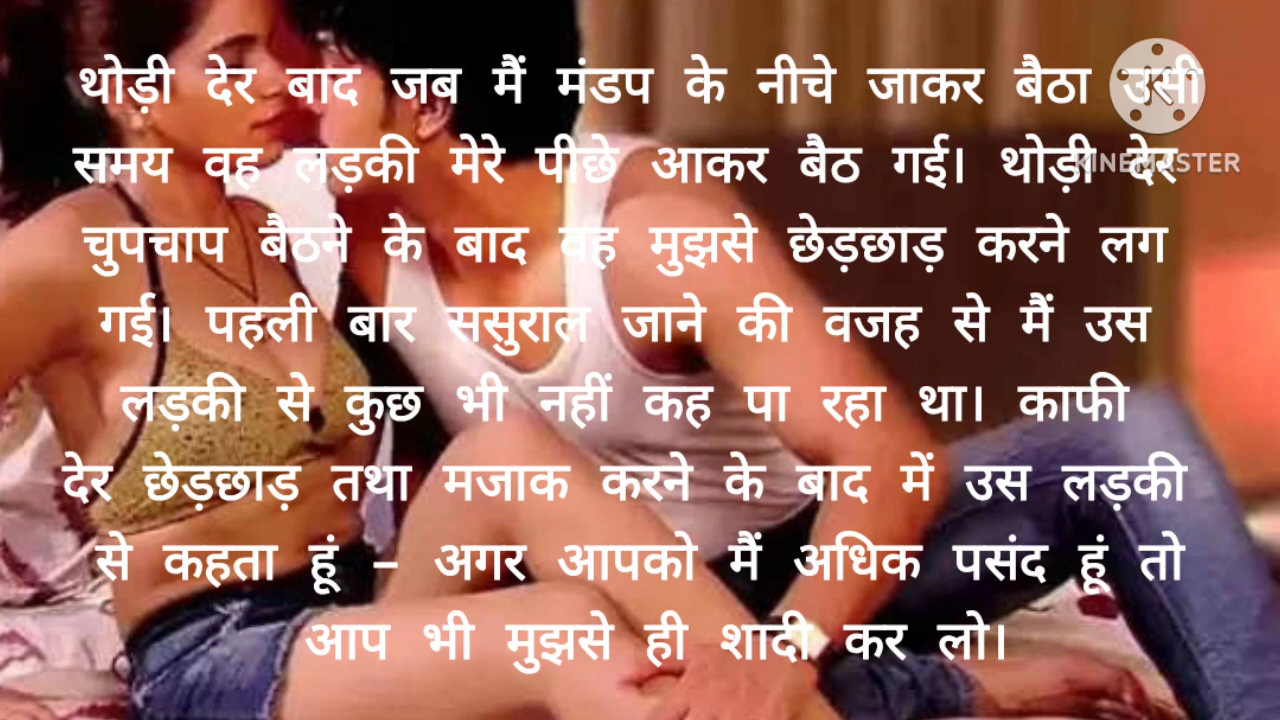 थोड़ी देर बाद जब मैं मंडप के नीचे जाकर बैठा उसी
समय वह लड़की मेरे पीछे आकर बैठ गई। थोड़ी देर
चुपचाप बैठने के बाद वह मुझसे छेड़छाड़ करने लग
गई। पहली बार ससुराल जाने की वजह से मैं उस
लड़की से कुछ भी नहीं कह पा रहा था। काफी
देर छेड़छाड़ तथा मजाक करने के बाद में उस लड़की
से कहता हूं – अगर आपको मैं अधिक पसंद हूं तो
आप भी मुझसे ही शादी कर लो।
K
KINEMASTER